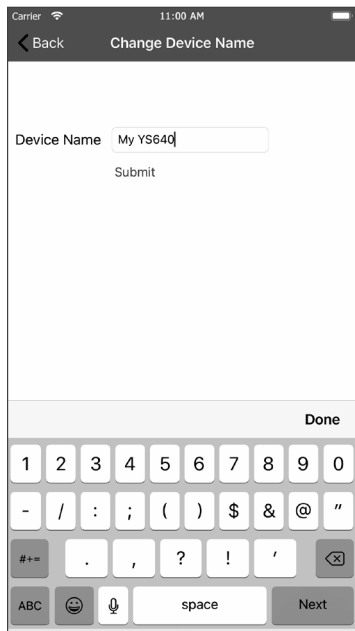 Carrier 11:00 AM
Back Change Device Name
Device Name My YS640
Submit
Done
1 2 3 4 5 6 7 8 9 0
- / : ; ( ) $ & @ "
#+= . , ? ! '
ABC space Next